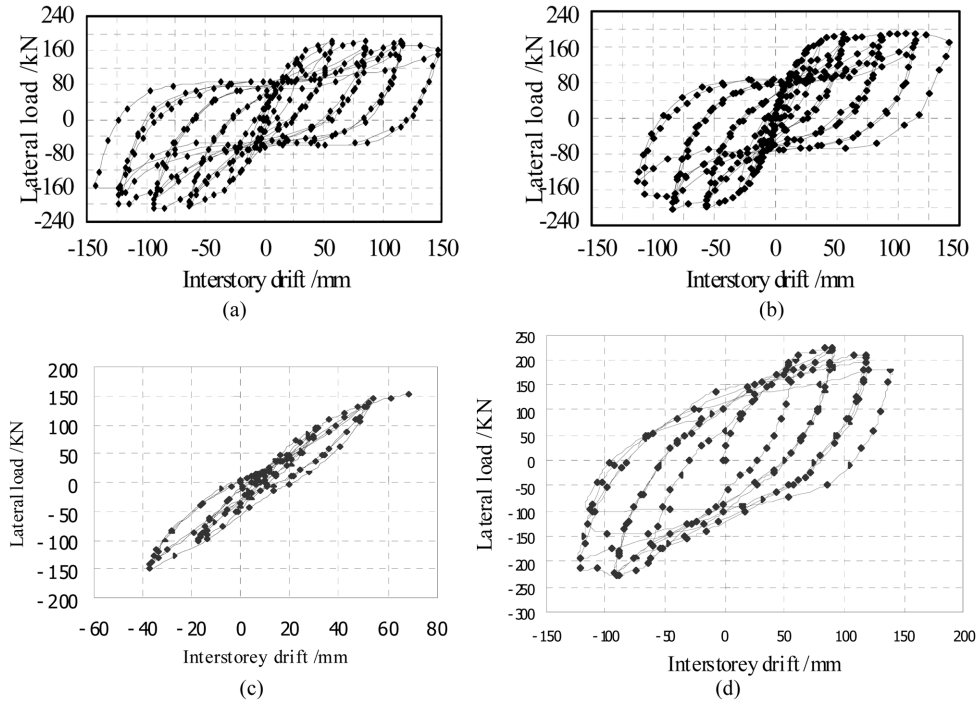 240
160
80
0
-80
-160
-240
Lateral load /kN
-150 -100 -50 0 50 100 150
Interstory drift /mm
(a)
240
160
80
0
-80
-160
-240
Lateral load /kN
-150 -100 -50 0 50 100 150
Interstory drift /mm
(b)
200
150
100
50
0
-50
-100
-150
-200
Lateral load /KN
-60 -40 -20 0 20 40 60 80
Interstorey drift /mm
(c)
250
200
150
100
50
0
-50
-100
-150
-200
-250
-300
Lateral load /KN
-150 -100 -50 0 50 100 150 200
Interstorey drift /mm
(d)